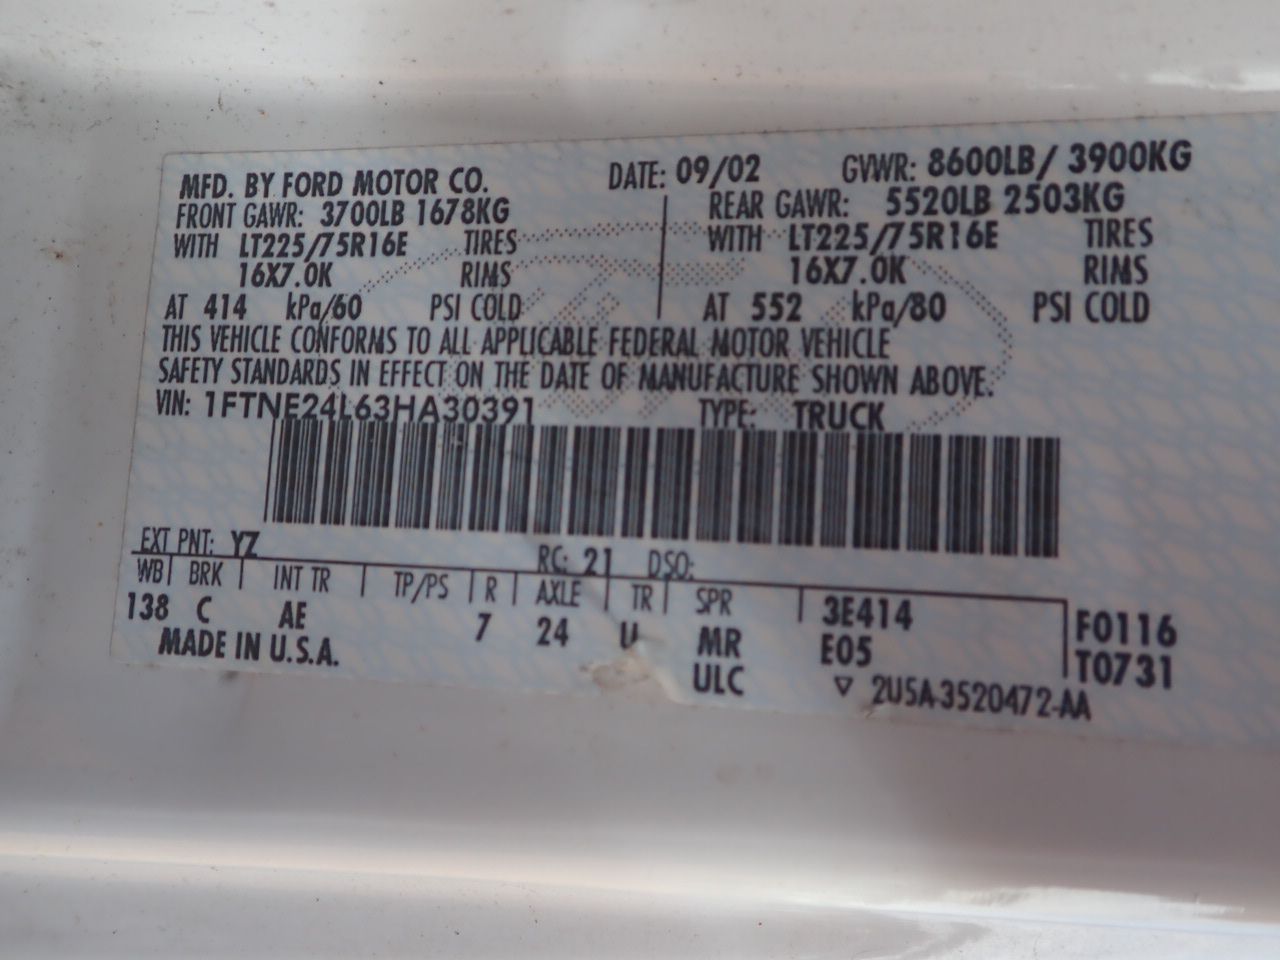 MFD. BY FORD MOTOR CO. DATE: 09/02 GVWR: 8600LB/ 3900KG
FRONT GAWR: 3700LB 1678KG REAR GAWR: 5520LB 2503KG
WITH LT225/75R16E TIRES WITH LT225/75R16E TIRES
16X7.0K RIMS 16X7.0K RIMS
AT 414 kPa/60 PSI COLD AT 552 kPa/80 PSI COLD
THIS VEHICLE CONFORMS TO ALL APPLICABLE FEDERAL MOTOR VEHICLE
SAFETY STANDARDS IN EFFECT ON THE DATE OF MANUFACTURE SHOWN ABOVE.
VIN: 1FTNE24L63HA30391 TYPE: TRUCK
EXT PNT: YZ RC: 21 DSO:
WB BRK INT TR TP/PS R AXLE TR SPR 3E414 F0116
138 C AE 7 24 U MR E05 T0731
MADE IN U.S.A. ULC ▽ 2U5A-3520472-AA